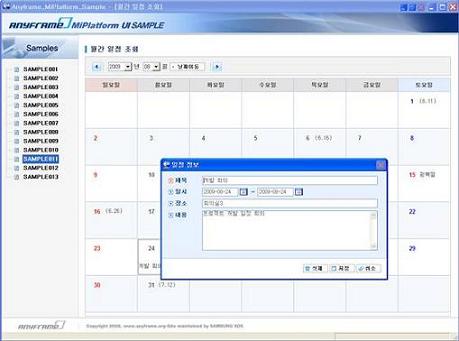 Anyframe_MiPlatform_Sample - [월간 일정 조회]
ANYFRAME MiPlatform UI SAMPLE
Samples
월간 일정 조회
2009 년 08 월 날짜이동
SAMPLE001
SAMPLE002
SAMPLE003
SAMPLE004
SAMPLE005
SAMPLE006
SAMPLE007
SAMPLE008
SAMPLE009
SAMPLE010
SAMPLE011
SAMPLE012
SAMPLE013
일요일 월요일 화요일 수요일 목요일 금요일 토요일
1 (6.11)
2 3 4 5 6 (6.16) 7 8
9 10 15 광복절
16 (6.26) 17 22
23 24 29
개발 회의
30 31 (7.12)
일정 정보
제목 개발 회의
일시 2009-08-24 ~ 2009-08-24
장소 회의실3
내용 프로젝트 개발 일정 회의
삭제 저장 취소
ANYFRAME Copyright 2009, www.anyframe.org Site maintained by SAMSUNG SDS